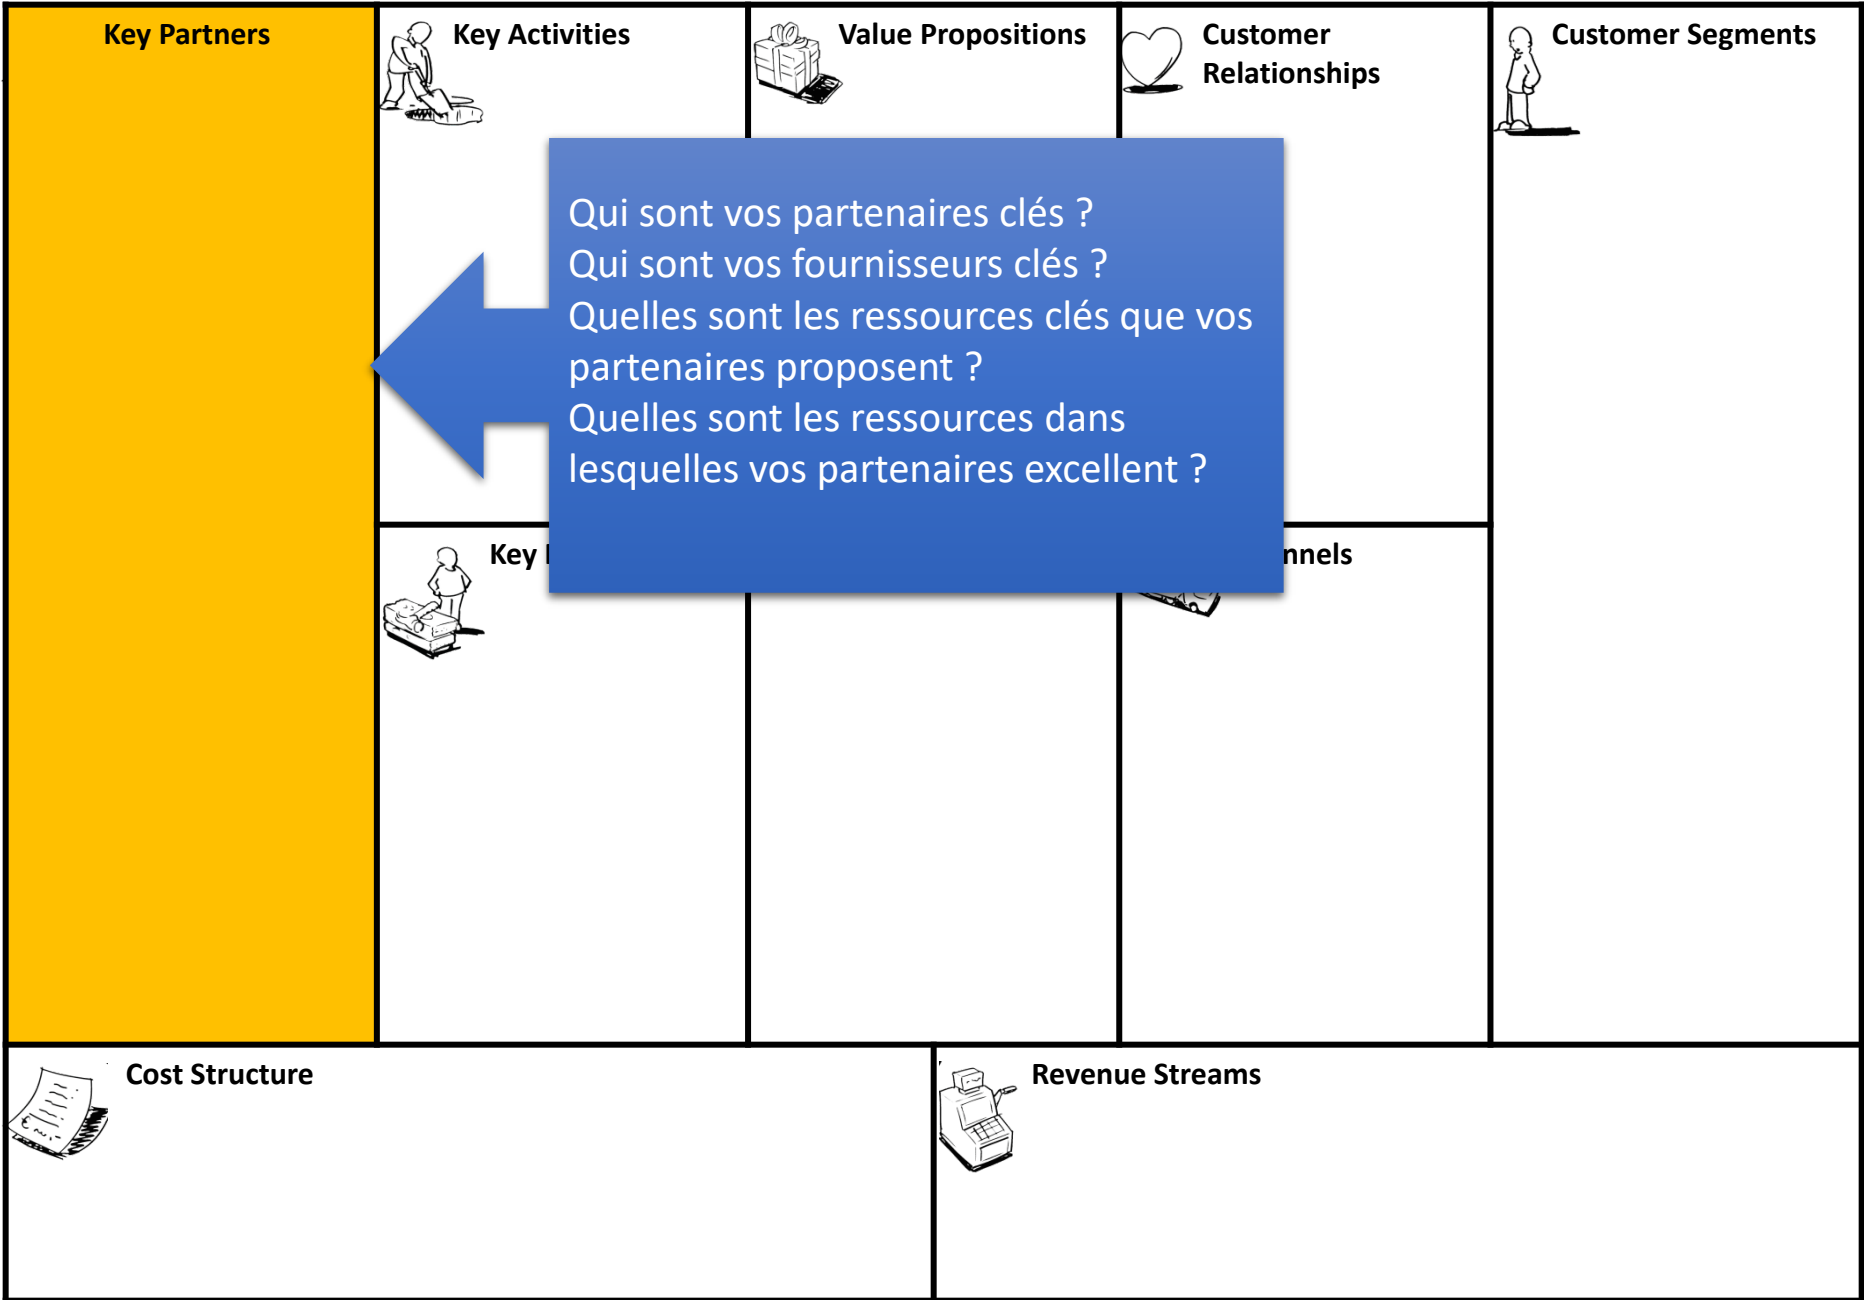 Key Partners
Key Activities
Value Propositions
Customer
Relationships
Customer Segments
Qui sont vos partenaires clés ?
Qui sont vos fournisseurs clés ?
Quelles sont les ressources clés que vos
partenaires proposent ?
Quelles sont les ressources dans
lesquelles vos partenaires excellent ?
Key
nnels
Cost Structure
Revenue Streams